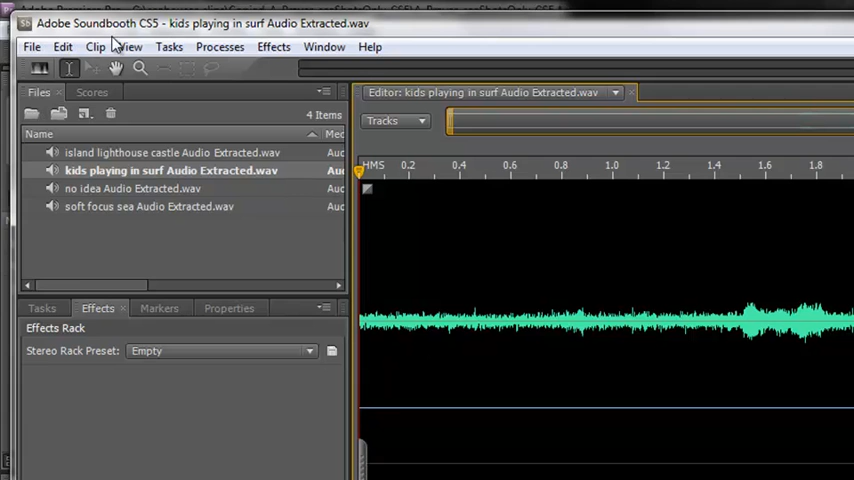 Adobe Soundbooth CS5 - kids playing in surf Audio Extracted.wav
File Edit Clip View Tasks Processes Effects Window Help
Files Scores
Editor: kids playing in surf Audio Extracted.wav
4 Items
Tracks
Name
island lighthouse castle Audio Extracted.wav Aud
kids playing in surf Audio Extracted.wav Aud
no idea Audio Extracted.wav Aud
soft focus sea Audio Extracted.wav Aud
HMS 0.2 0.4 0.6 0.8 1.0 1.2 1.4 1.6 1.8
Tasks Effects Markers Properties
Effects Rack
Stereo Rack Preset: Empty